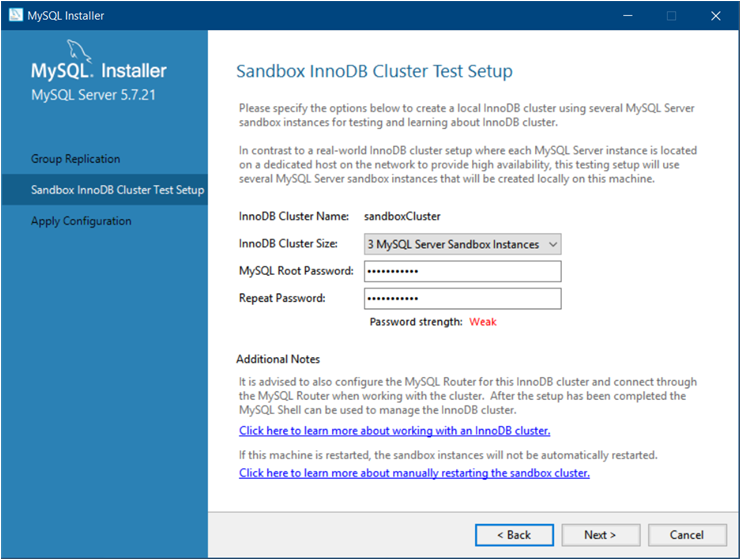 MySQL Installer
MySQL. Installer
MySQL Server 5.7.21
Group Replication
Sandbox InnoDB Cluster Test Setup
Apply Configuration
Sandbox InnoDB Cluster Test Setup
Please specify the options below to create a local InnoDB cluster using several MySQL Server
sandbox instances for testing and learning about InnoDB cluster.
In contrast to a real-world InnoDB cluster setup where each MySQL Server instance is located
on a dedicated host on the network to provide high availability, this testing setup will use
several MySQL Server sandbox instances that will be created locally on this machine.
InnoDB Cluster Name: sandboxCluster
InnoDB Cluster Size: 3 MySQL Server Sandbox Instances
MySQL Root Password: •••••••••••
Repeat Password: •••••••••••
Password strength: Weak
Additional Notes
It is advised to also configure the MySQL Router for this InnoDB cluster and connect through
the MySQL Router when working with the cluster. After the setup has been completed the
MySQL Shell can be used to manage the InnoDB cluster.
Click here to learn more about working with an InnoDB cluster.
If this machine is restarted, the sandbox instances will not be automatically restarted.
Click here to learn more about manually restarting the sandbox cluster.
< Back
Next >
Cancel